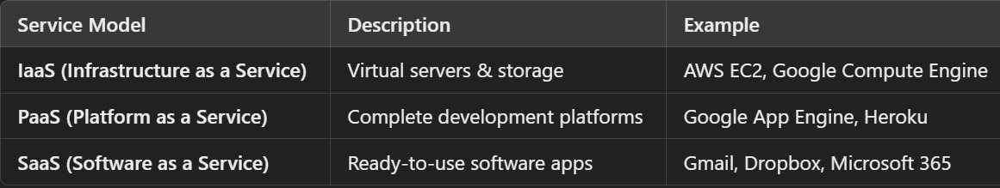 Service Model Description Example
IaaS (Infrastructure as a Service) Virtual servers & storage AWS EC2, Google Compute Engine
PaaS (Platform as a Service) Complete development platforms Google App Engine, Heroku
SaaS (Software as a Service) Ready-to-use software apps Gmail, Dropbox, Microsoft 365